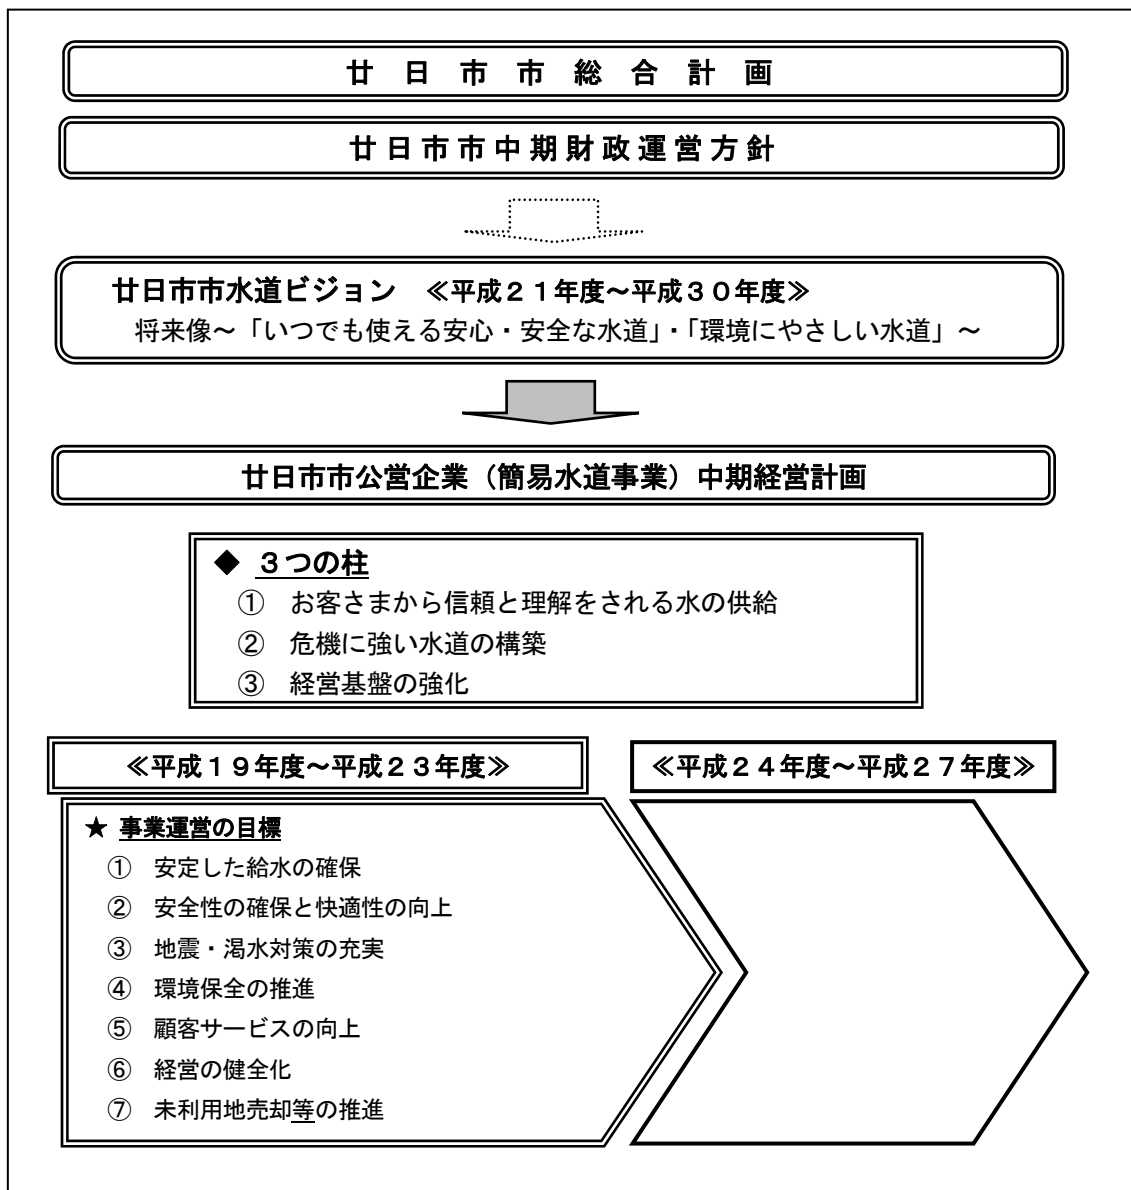 廿日市市総合計画
廿日市市中期財政運営方針
廿日市市水道ビジョン ≪平成２１年度～平成３０年度≫
将来像～「いつでも使える安心・安全な水道」・「環境にやさしい水道」～
廿日市市公営企業（簡易水道事業）中期経営計画
◆ ３つの柱
① お客さまから信頼と理解をされる水の供給
② 危機に強い水道の構築
③ 経営基盤の強化
≪平成１９年度～平成２３年度≫
★ 事業運営の目標
① 安定した給水の確保
② 安全性の確保と快適性の向上
③ 地震・渇水対策の充実
④ 環境保全の推進
⑤ 顧客サービスの向上
⑥ 経営の健全化
⑦ 未利用地売却等の推進
≪平成２４年度～平成２７年度≫